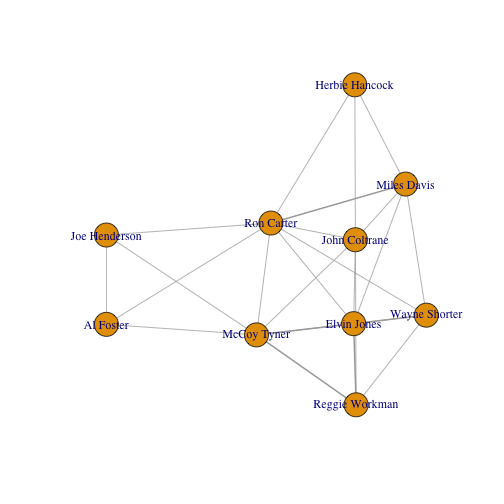 Herbie Hancock
Miles Davis
Ron Carter
Joe Henderson
John Coltrane
Wayne Shorter
Al Foster
Elvin Jones
McCoy Tyner
Reggie Workman